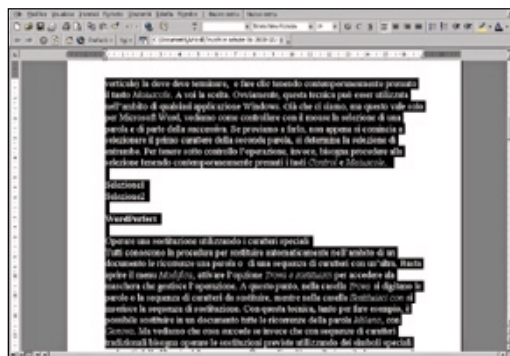 verticale) la dove deve terminare, e fare clic tenendo contemporaneamente premuto
il tasto Maiuscole. A voi la scelta. Ovviamente, questa tecnica può esser utilizzata
nell'ambito di qualsiasi applicazione Windows. Già che ci siamo, ma questo vale solo
per Microsoft Word, vediamo come controllare con il mouse la selezione di una
parola e di parte della successiva. Se proviamo a farlo, non appena si comincia a
selezionare il primo carattere della seconda parola, si determina la selezione di
entrambe. Per tenere sotto controllo l'operazione, invece, bisogna procedere alla
selezione tenendo contemporaneamente premuti i tasti Control e Maiuscole.
Selezione1
Selezione2
WordPerfect
Operare una sostituzione utilizzando i caratteri speciali
Tutti conoscono la procedura per sostituire automaticamente nell'ambito di un
documento le ricorrenze una parola o di una sequenza di caratteri con un'altra. Basta
aprire il menu Modifica, attivare l'opzione Trova e sostituisci per accedere alla
maschera che gestisce l'operazione. A questo punto, nella casella Trova si digitano le
parole o la sequenza di caratteri da sostituire, mentre nella casella Sostituisci con si
inserisce la sequenza di sostituzione. Con questa tecnica, tanto per fare esempio, è
possibile sostituire in un documento tutte le ricorrenze della parola Milano, con
Genova. Ma vediamo che cosa succede se invece che con sequenze di caratteri
tradizionali bisogna operare le sostituzioni previste utilizzando dei simboli speciali